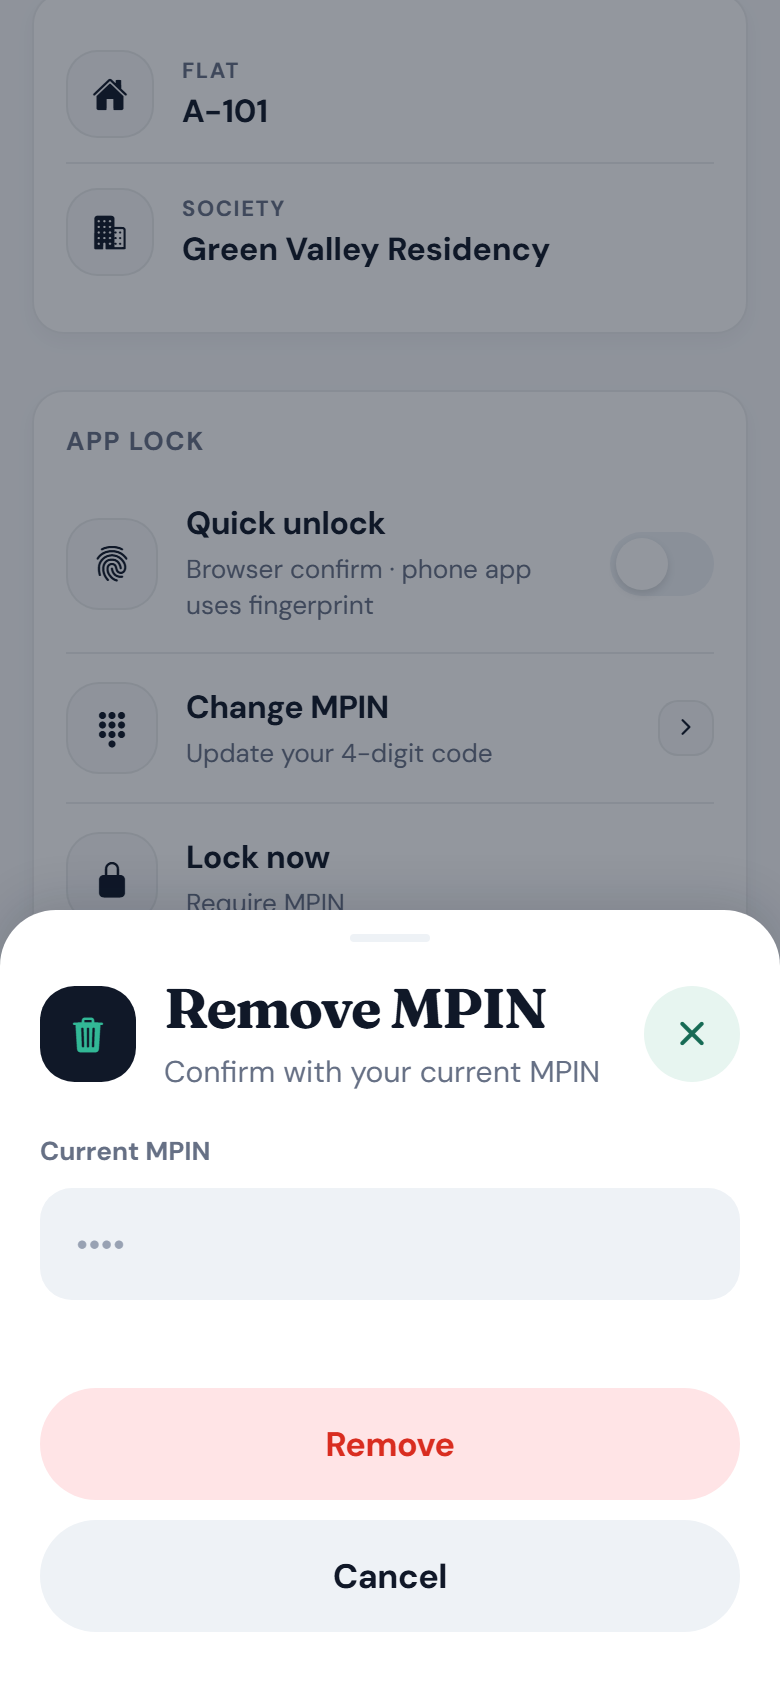 FLAT
A-101
SOCIETY
Green Valley Residency
APP LOCK
Quick unlock
Browser confirm · phone app
uses fingerprint
Change MPIN
Update your 4-digit code
Lock now
Require MPIN
Remove MPIN
Confirm with your current MPIN
Current MPIN
••••
Remove
Cancel